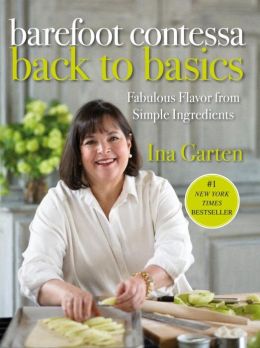 barefoot contessa
back to basics
Fabulous Flavor from
Simple Ingredients
Ina Garten
#1
NEW YORK
TIMES
BESTSELLER